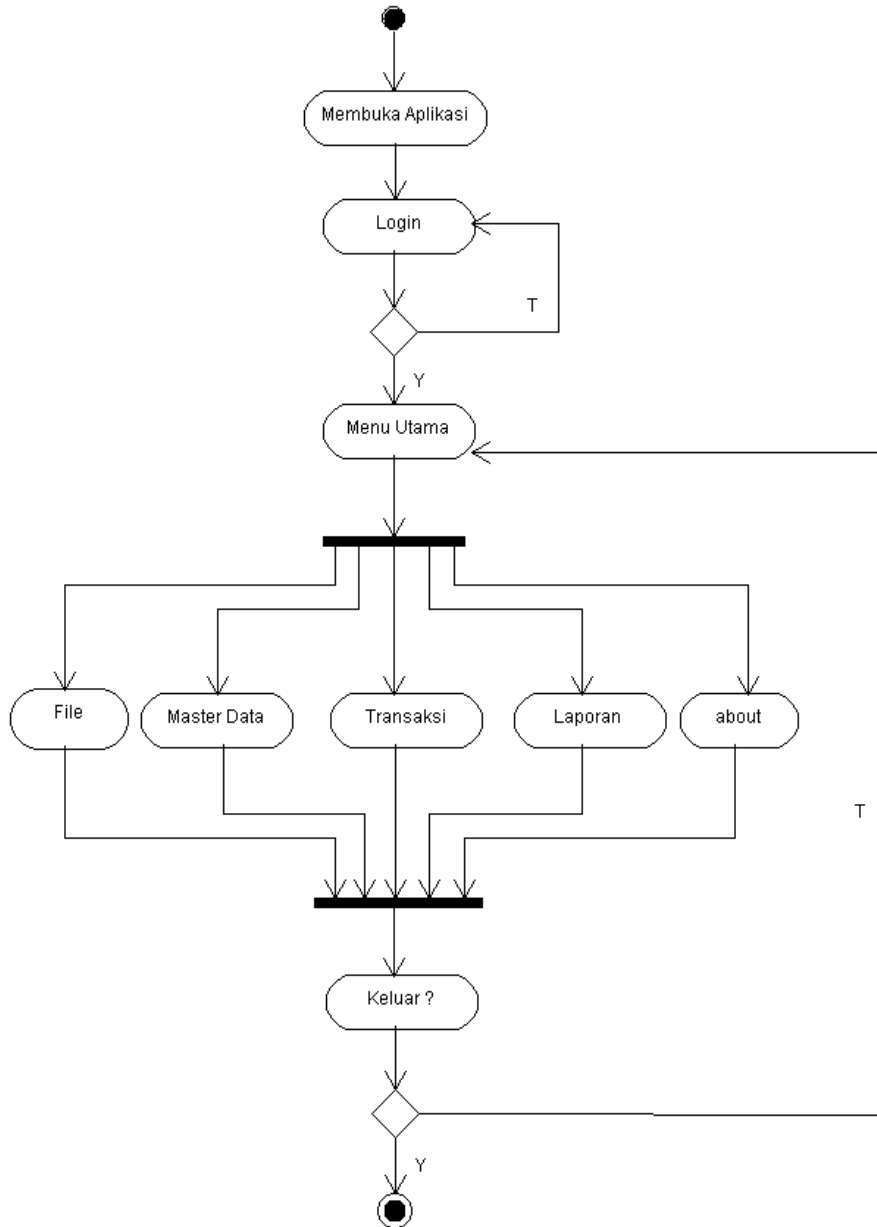 Membuka Aplikasi
Login
T
Y
Menu Utama
File
Master Data
Transaksi
Laporan
about
T
Keluar ?
Y